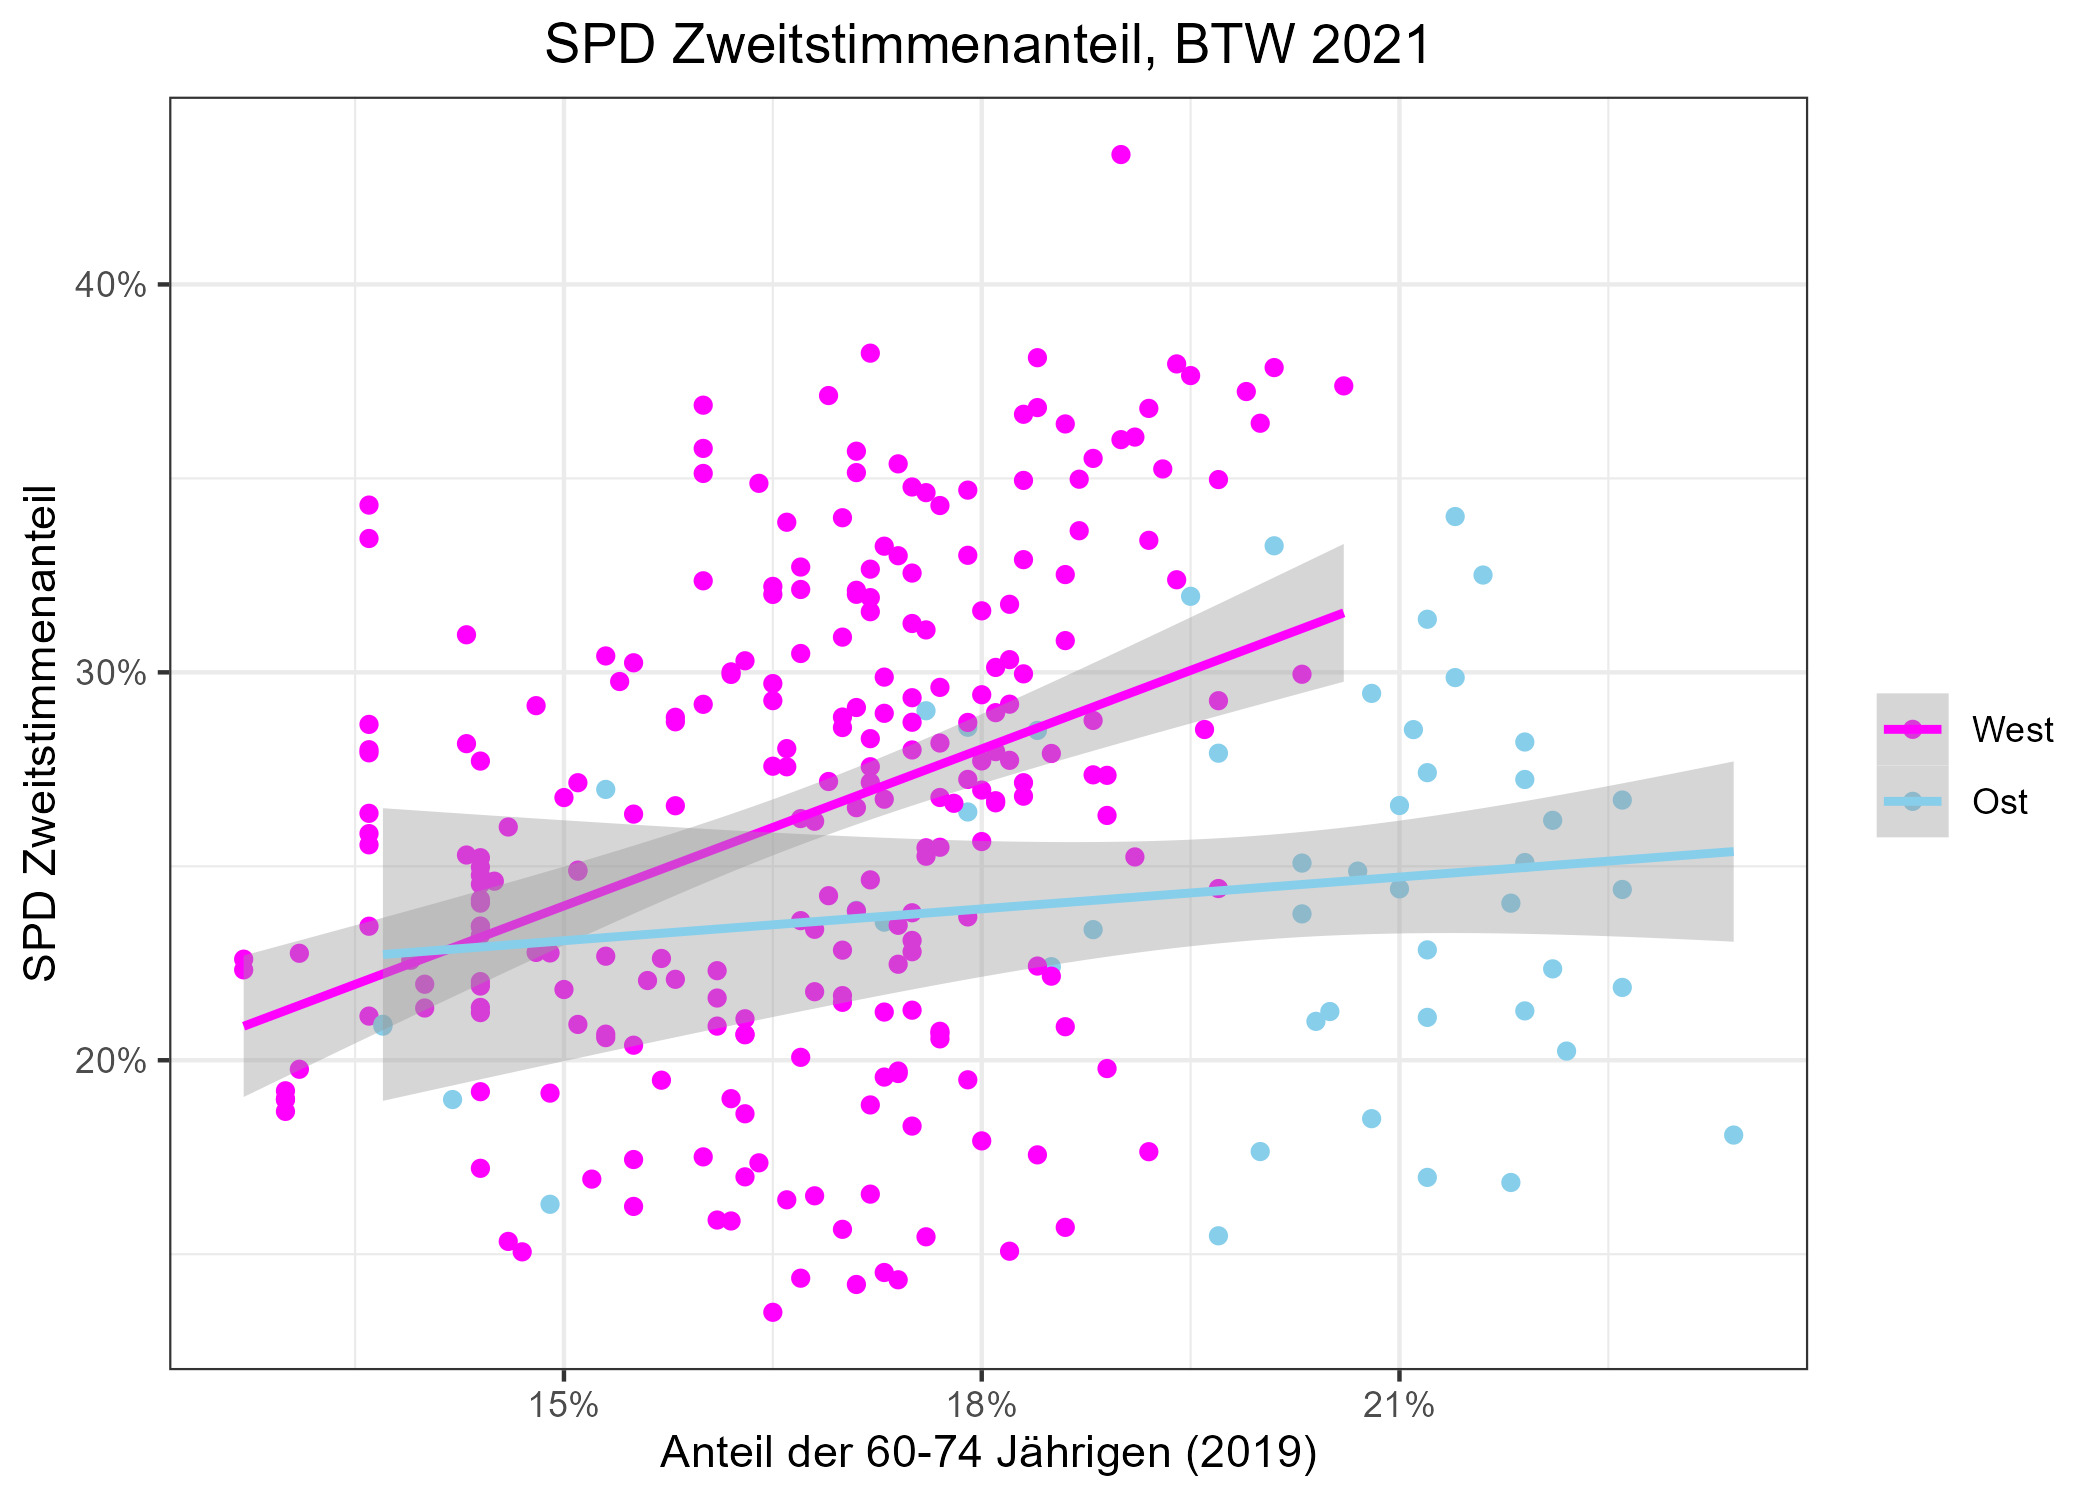 SPD Zweitstimmenanteil, BTW 2021
SPD Zweitstimmenanteil
40%
30%
20%
15%
18%
21%
Anteil der 60-74 Jährigen (2019)
West
Ost